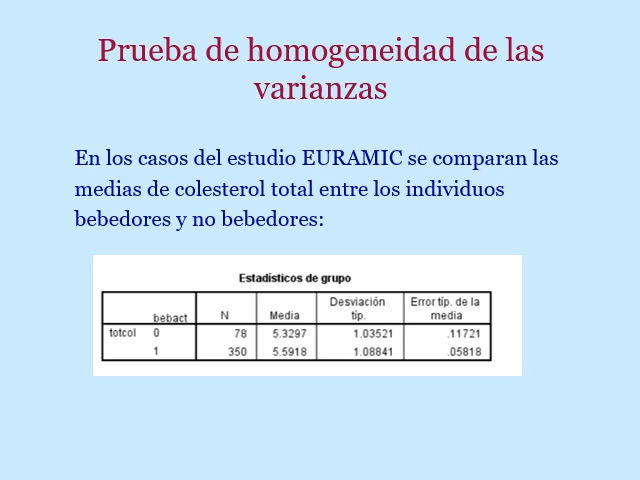 Prueba de homogeneidad de las
varianzas
En los casos del estudio EURAMIC se comparan las
medias de colesterol total entre los individuos
bebedores y no bebedores:
Estadísticos de grupo
bebact N Media Desviación típ. Error típ. de la media
totcol 0 78 5.3297 1.03521 .11721
1 350 5.5918 1.08841 .05818